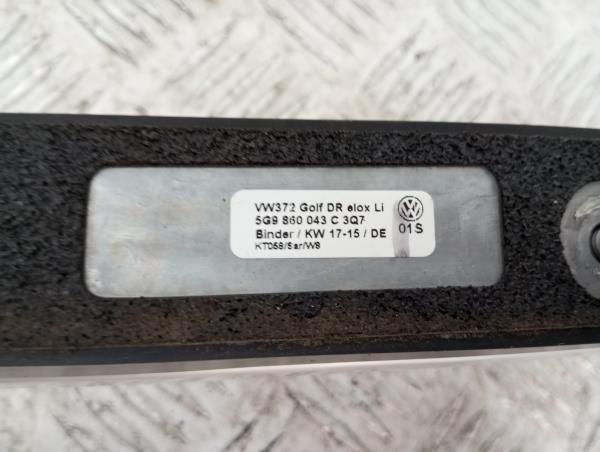 VW372 Golf DR elox Li
5G9 860 043 C 3Q7
Binder / KW 17-15 / DE
KT058/Sar/W8
01S